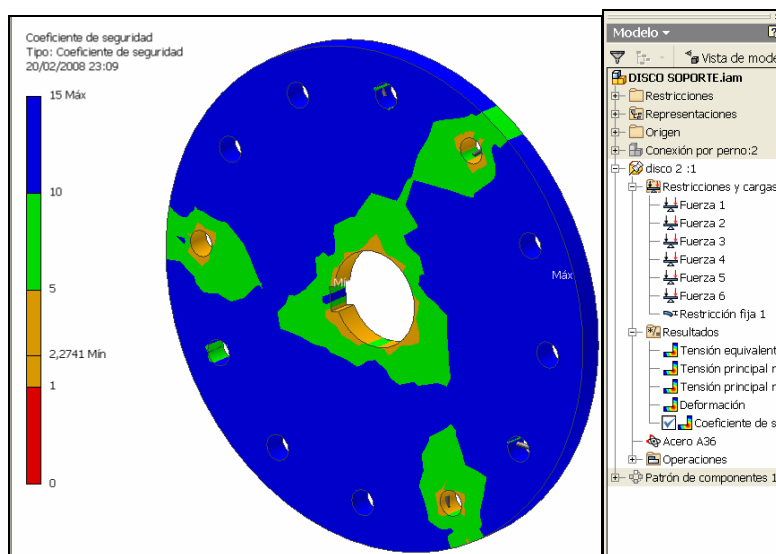 Coeficiente de seguridad
Tipo: Coeficiente de seguridad
20/02/2008 23:09
15 Máx
10
5
2,2741 Mín
1
0
Máx
Modelo
Vista de mode
DISCO SOPORTE.iam
Restricciones
Representaciones
Origen
Conexión por perno:2
disco 2 :1
Restricciones y cargas
Fuerza 1
Fuerza 2
Fuerza 3
Fuerza 4
Fuerza 5
Fuerza 6
Restricción fija 1
Resultados
Tensión equivalent
Tensión principal
Tensión principal
Deformación
Coeficiente de s
Acero A36
Operaciones
Patrón de componentes 1